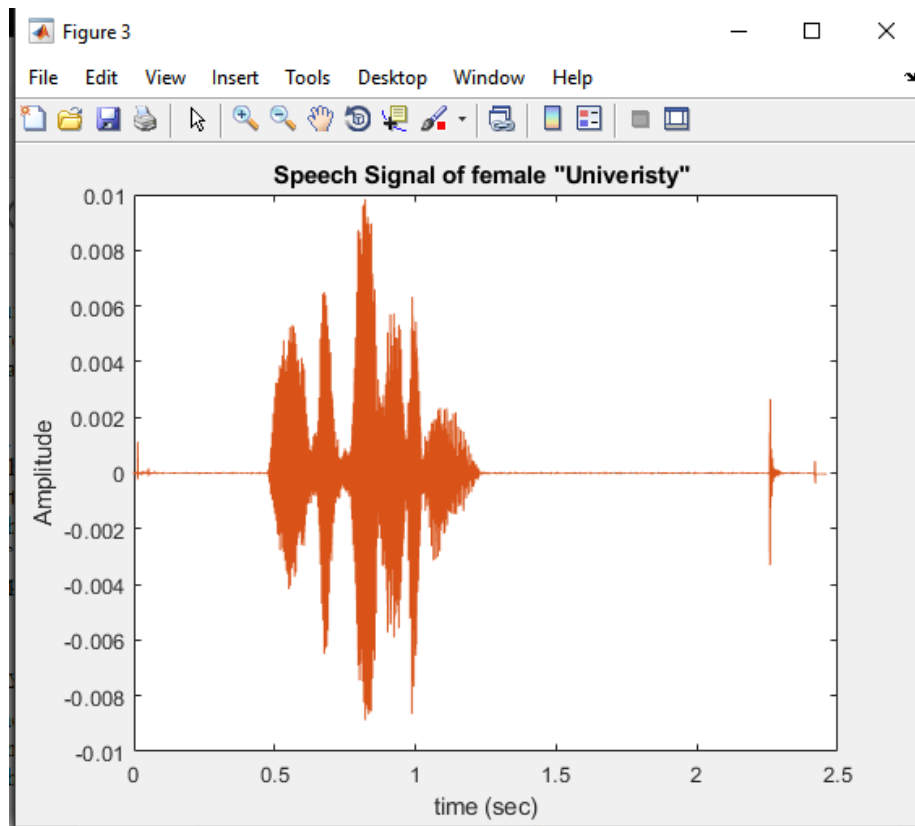 Figure 3
File Edit View Insert Tools Desktop Window Help
Speech Signal of female "Univeristy"
0.01
0.008
0.006
0.004
0.002
0
-0.002
-0.004
-0.006
-0.008
-0.01
Amplitude
0 0.5 1 1.5 2 2.5
time (sec)